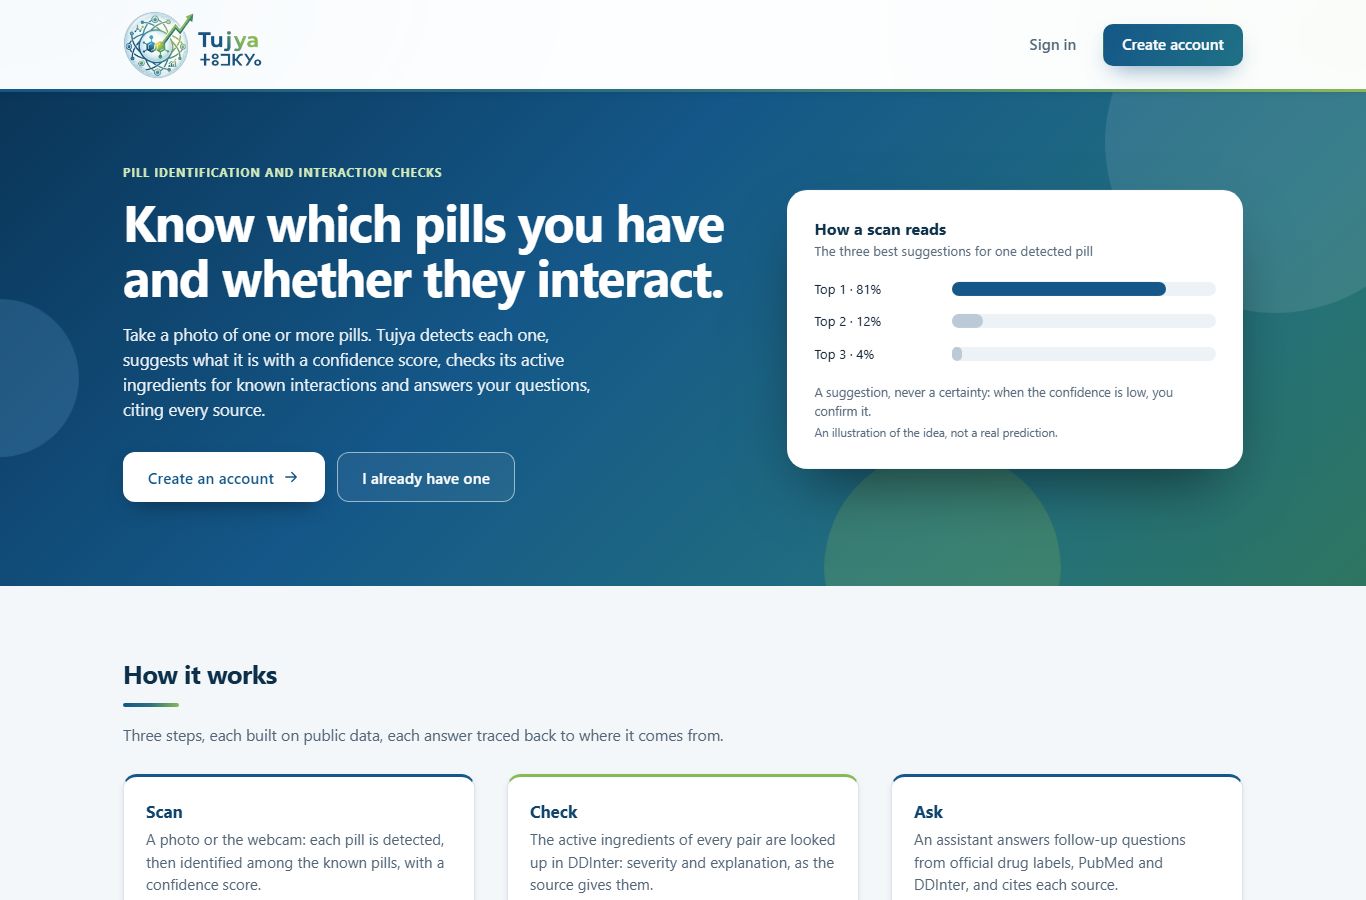 Tujya
ⵜⵓⵊⴽⵢⴰ
Sign in
Create account
PILL IDENTIFICATION AND INTERACTION CHECKS
Know which pills you have
and whether they interact.
Take a photo of one or more pills. Tujya detects each one,
suggests what it is with a confidence score, checks its active
ingredients for known interactions and answers your questions,
citing every source.
Create an account →
I already have one
How a scan reads
The three best suggestions for one detected pill
Top 1 · 81%
Top 2 · 12%
Top 3 · 4%
A suggestion, never a certainty: when the confidence is low, you
confirm it.
An illustration of the idea, not a real prediction.
How it works
Three steps, each built on public data, each answer traced back to where it comes from.
Scan
A photo or the webcam: each pill is detected,
then identified among the known pills, with a
confidence score.
Check
The active ingredients of every pair are looked
up in DDInter: severity and explanation, as the
source gives them.
Ask
An assistant answers follow-up questions
from official drug labels, PubMed and
DDInter, and cites each source.